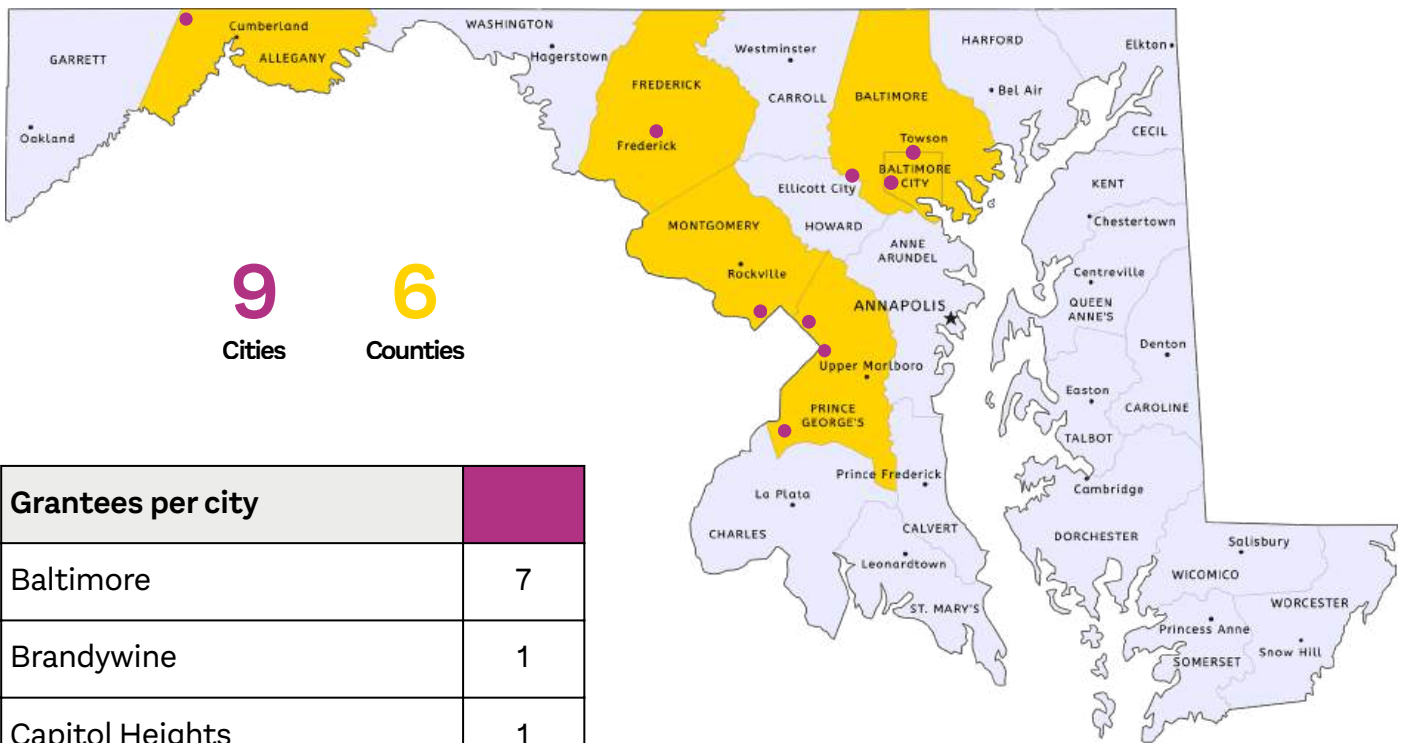 WASHINGTON
Cumberland
HARFORD
Elkton
GARRETT
ALLEGANY
Hagerstown
Westminster
FREDERICK
CARROLL
BALTIMORE
Bel Air
Oakland
Frederick
Towson
CECIL
BALTIMORE
CITY
Ellicott City
KENT
MONTGOMERY
HOWARD
Chestertown
ANNE
ARUNDEL
Rockville
Centreville
9
Cities
6
Counties
ANNAPOLIS
QUEEN
ANNE'S
Denton
Upper Marlboro
Easton
CAROLINE
PRINCE
GEORGE'S
TALBOT
Prince Frederick
Cambridge
La Plata
CHARLES
CALVERT
DORCHESTER
Salisbury
Leonardtown
WICOMICO
ST. MARY'S
WORCESTER
Princess Anne
Snow Hill
SOMERSET
Grantees per city
Baltimore 7
Brandywine 1
Capitol Heights 1